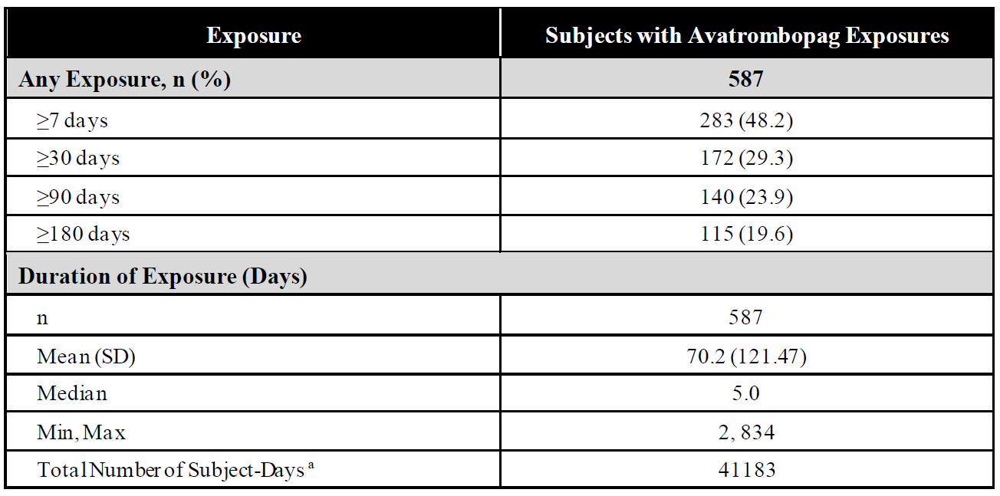 Exposure Subjects with Avatrombopag Exposures
Any Exposure, n (%) 587
≥7 days 283 (48.2)
≥30 days 172 (29.3)
≥90 days 140 (23.9)
≥180 days 115 (19.6)
Duration of Exposure (Days)
n 587
Mean (SD) 70.2 (121.47)
Median 5.0
Min, Max 2, 834
Total Number of Subject-Days ᵃ 41183